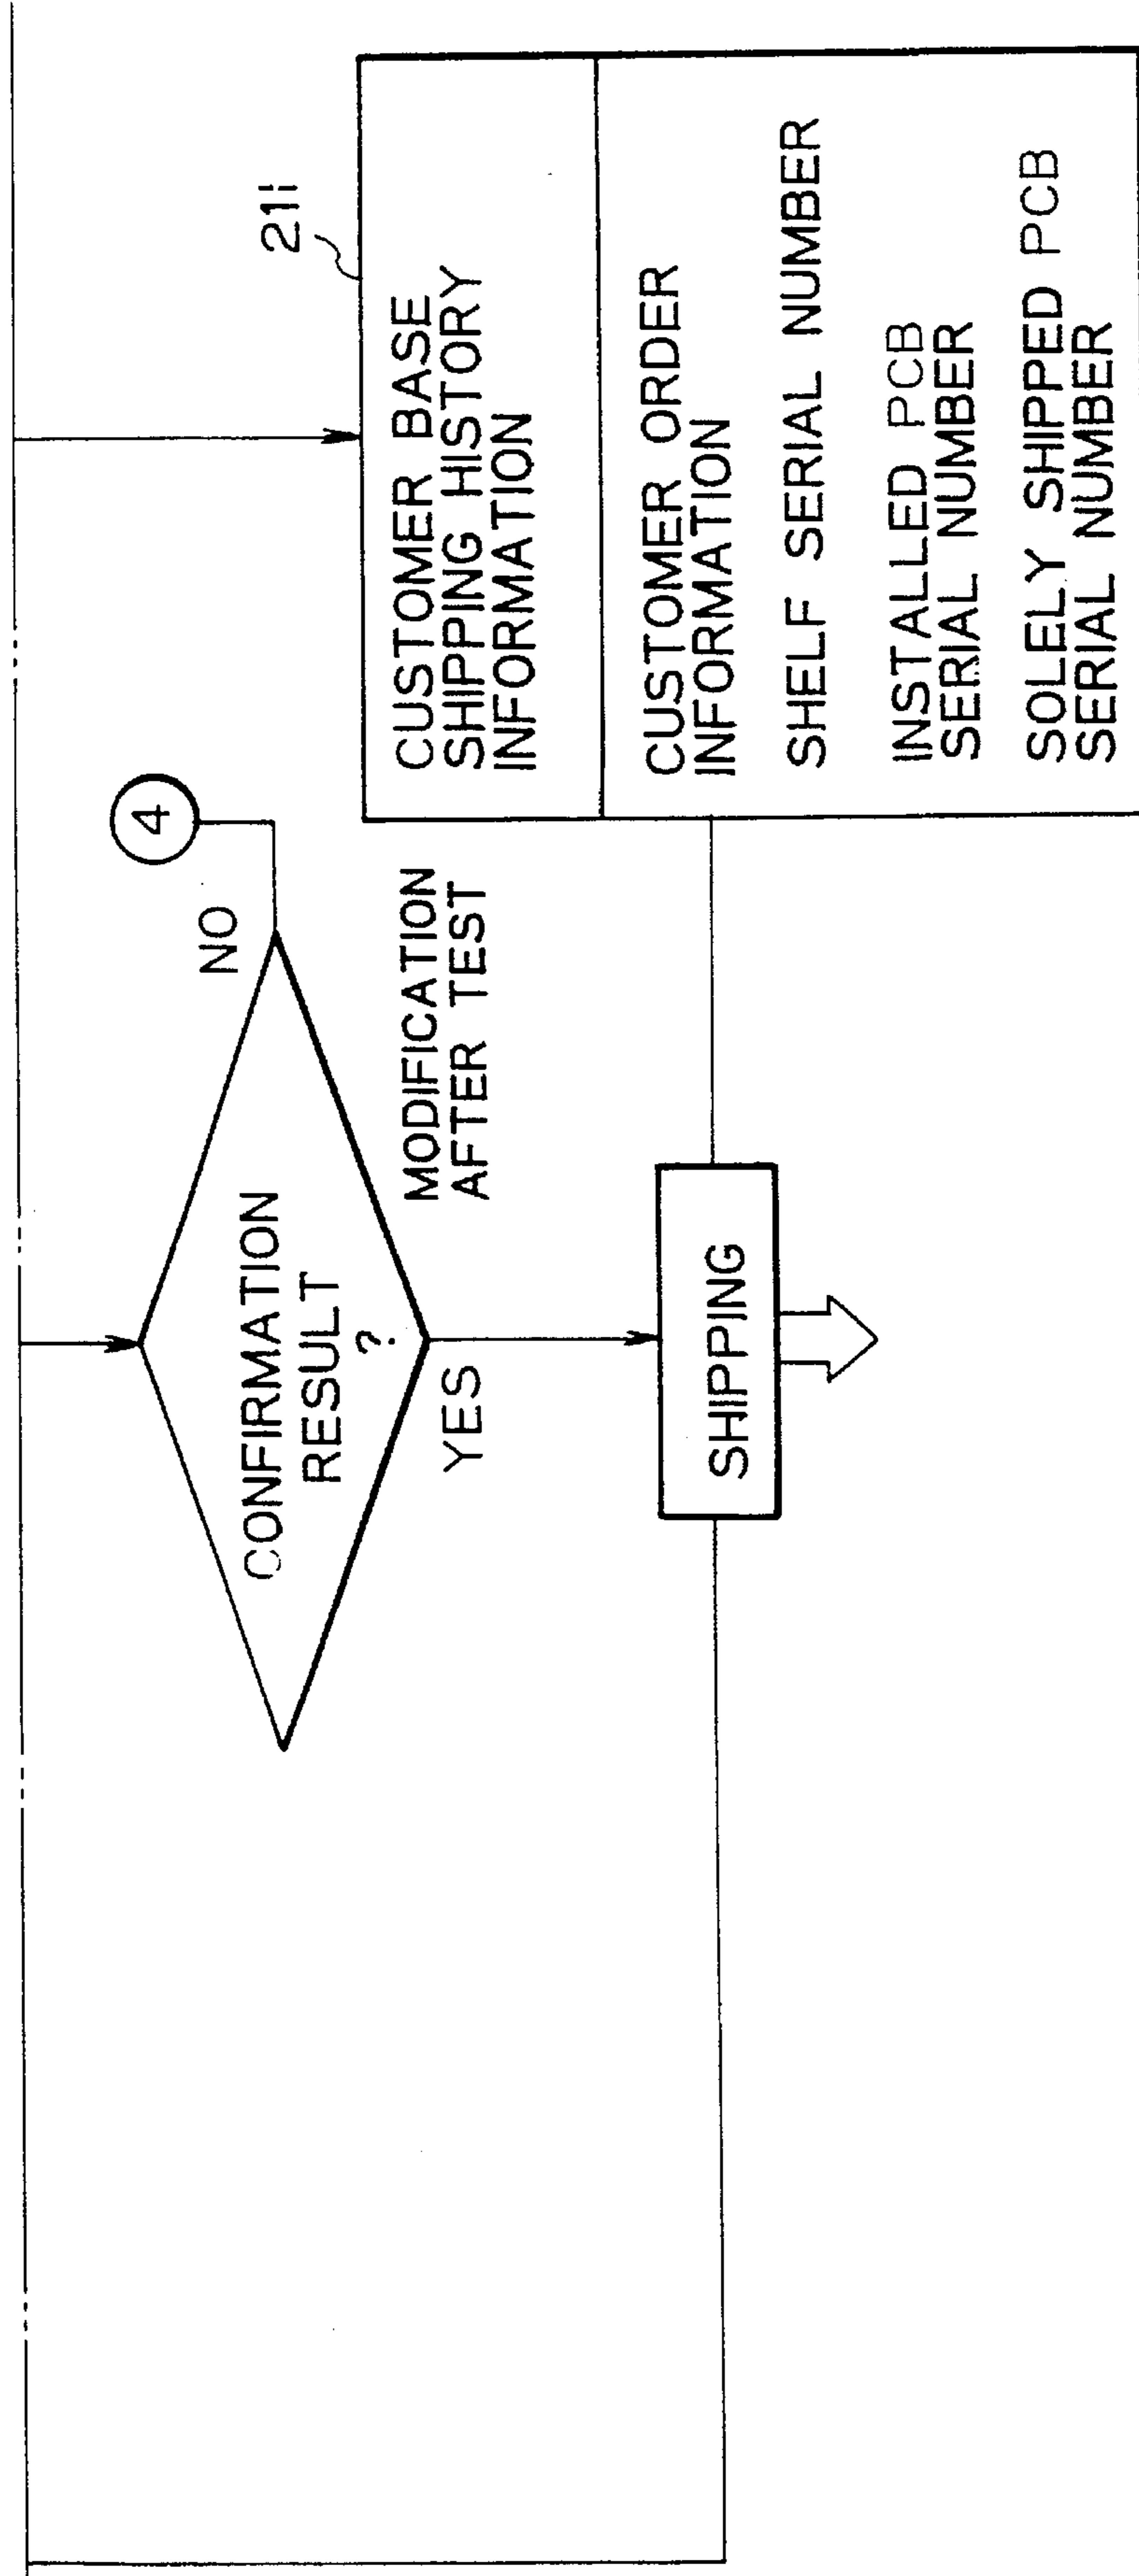 CONFIRMATION
RESULT
?
NO
4
YES
MODIFICATION
AFTER TEST
SHIPPING
21i
CUSTOMER BASE
SHIPPING HISTORY
INFORMATION
CUSTOMER ORDER
INFORMATION
SHELF SERIAL NUMBER
INSTALLED PCB
SERIAL NUMBER
SOLELY SHIPPED PCB
SERIAL NUMBER